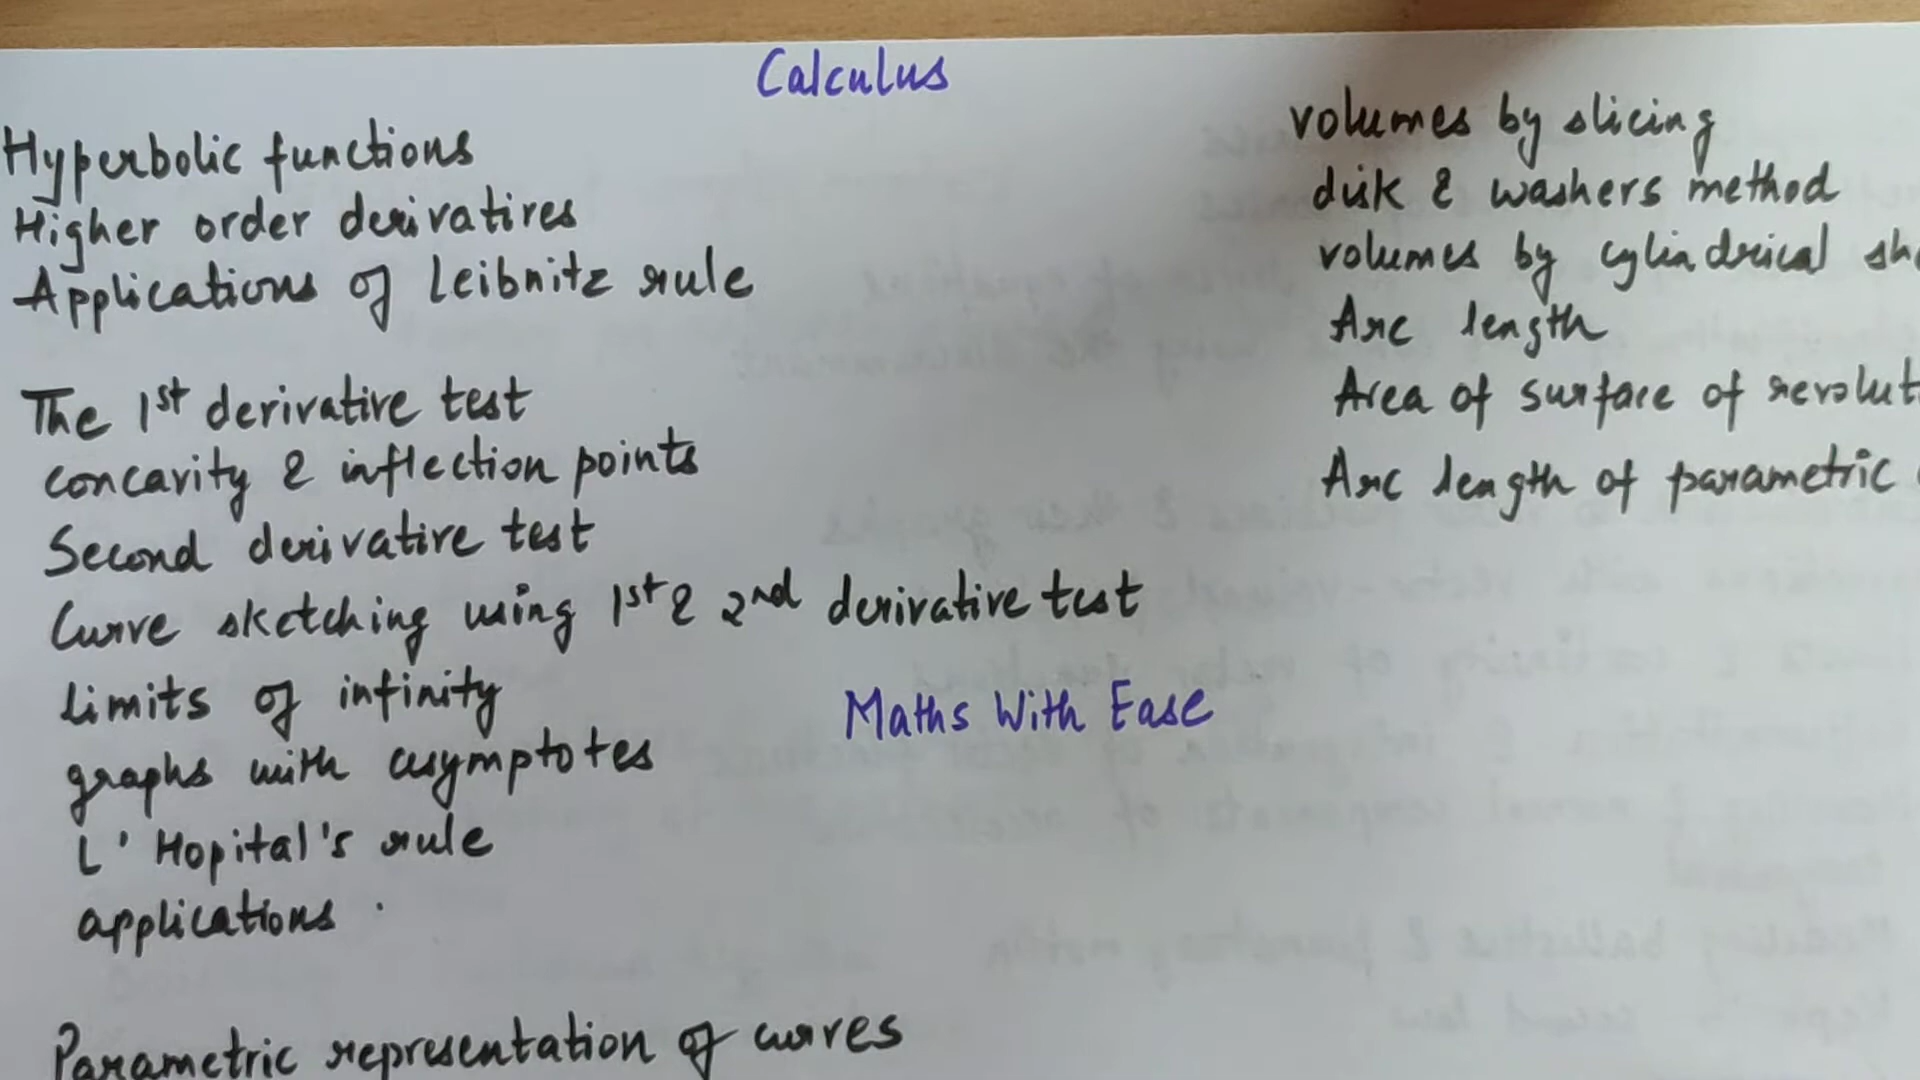 Calculus
Hyperbolic functions
Higher order derivatives
Applications of Leibnitz rule
The 1st derivative test
concavity & inflection points
Second derivative test
Curve sketching using 1st & 2nd derivative test
limits of infinity
graphs with asymptotes
L' Hopital's rule
applications .
Parametric representation of curves
Maths With Ease
volumes by slicing
disk & washers method
volumes by cylindrical
Arc length
Area of surface of
Arc length of parametric